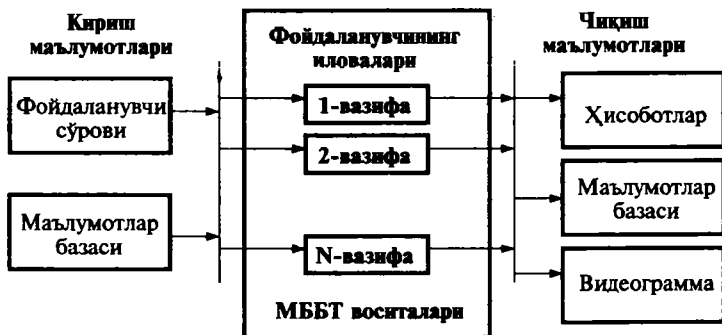 Кириш
маълумотлари
Фойдаланувчи
сўрови
Маълумотлар
базаси
Фойдаланувчининг
иловалари
1-вазифа
2-вазифа
N-вазифа
МББТ воситалари
Чиқиш
маълумотлари
Ҳисоботлар
Маълумотлар
базаси
Видеограмма